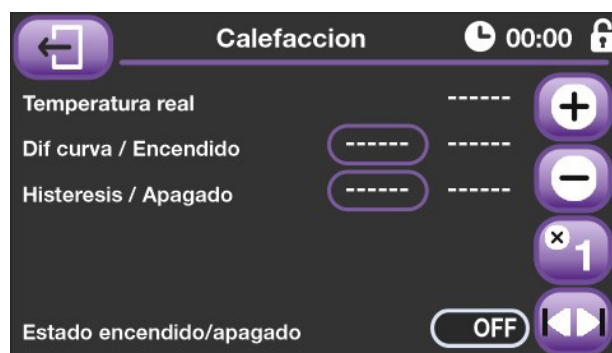 Calefaccion 00:00
Temperatura real ------
Dif curva / Encendido ------ ------
Histeresis / Apagado ------ ------
×1
Estado encendido/apagado OFF